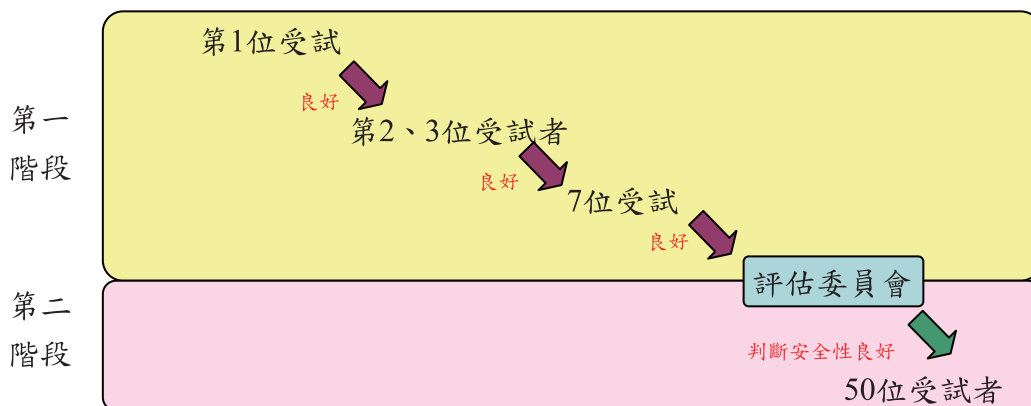 第1位受試
良好
第一
階段
第2、3位受試者
良好
7位受試
良好
評估委員會
第二
階段
判斷安全性良好
50位受試者